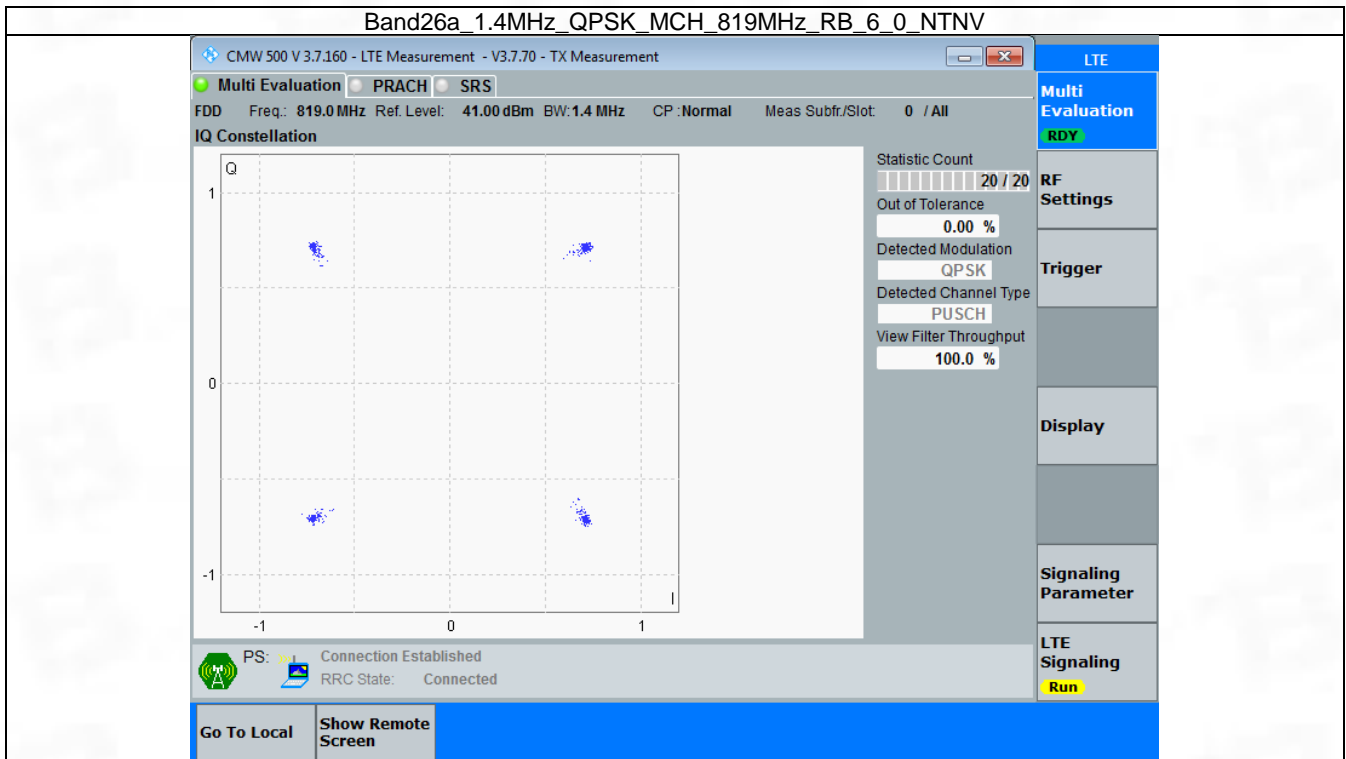 Band26a_1.4MHz_QPSK_MCH_819MHz_RB_6_0_NTNV
CMW 500 V 3.7.160 - LTE Measurement - V3.7.70 - TX Measurement
LTE
Multi Evaluation PRACH SRS
FDD Freq.: 819.0 MHz Ref. Level: 41.00 dBm BW: 1.4 MHz CP : Normal Meas Subfr./Slot: 0 / All
IQ Constellation
Q
1
0
-1
I
-1 0 1
Statistic Count
20 / 20
Out of Tolerance
0.00 %
Detected Modulation
QPSK
Detected Channel Type
PUSCH
View Filter Throughput
100.0 %
Multi
Evaluation
RDY
RF
Settings
Trigger
Display
Signaling
Parameter
LTE
Signaling
Run
PS: Connection Established
RRC State: Connected
Go To Local
Show Remote
Screen